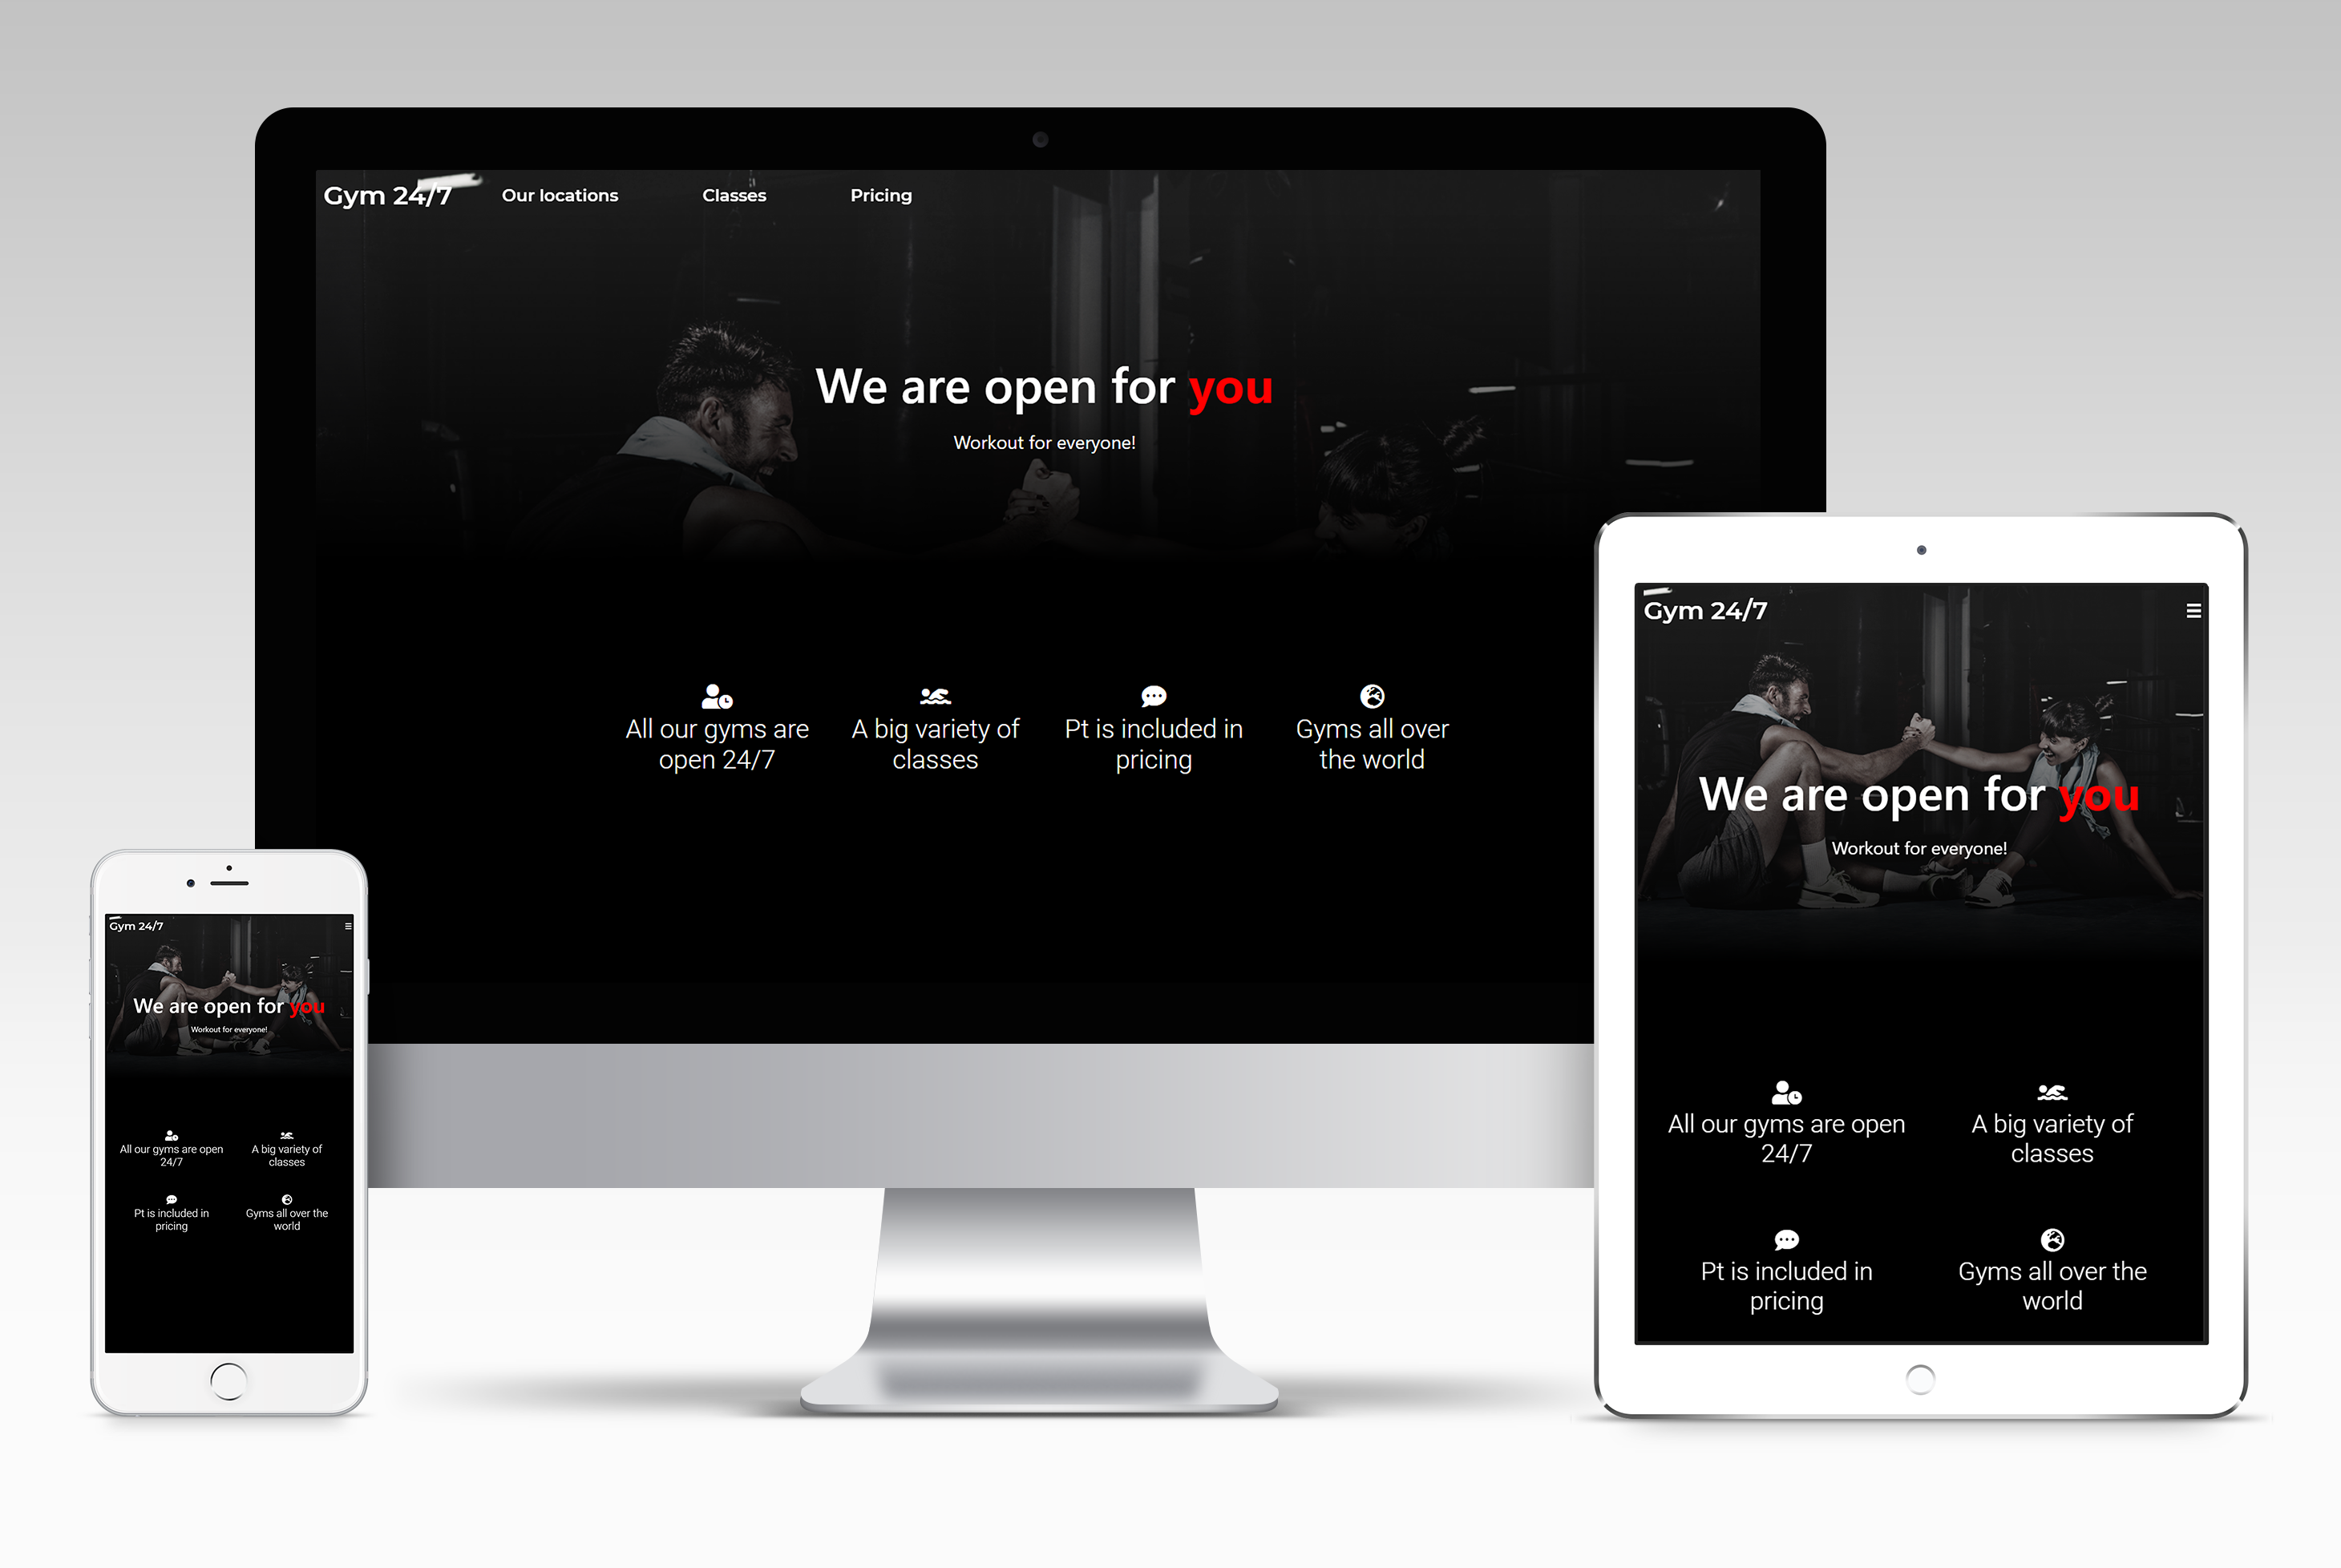 Gym 24/7 Our locations Classes Pricing
We are open for you
Workout for everyone!
All our gyms are
open 24/7
A big variety of
classes
Pt is included in
pricing
Gyms all over
the world
Gym 24/7
We are open for you
Workout for everyone!
All our gyms are open
24/7
A big variety of
classes
Pt is included in
pricing
Gyms all over the
world
Gym 24/7
We are open for you
Workout for everyone!
All our gyms are open
24/7
A big variety of
classes
Pt is included in
pricing
Gyms all over the
world